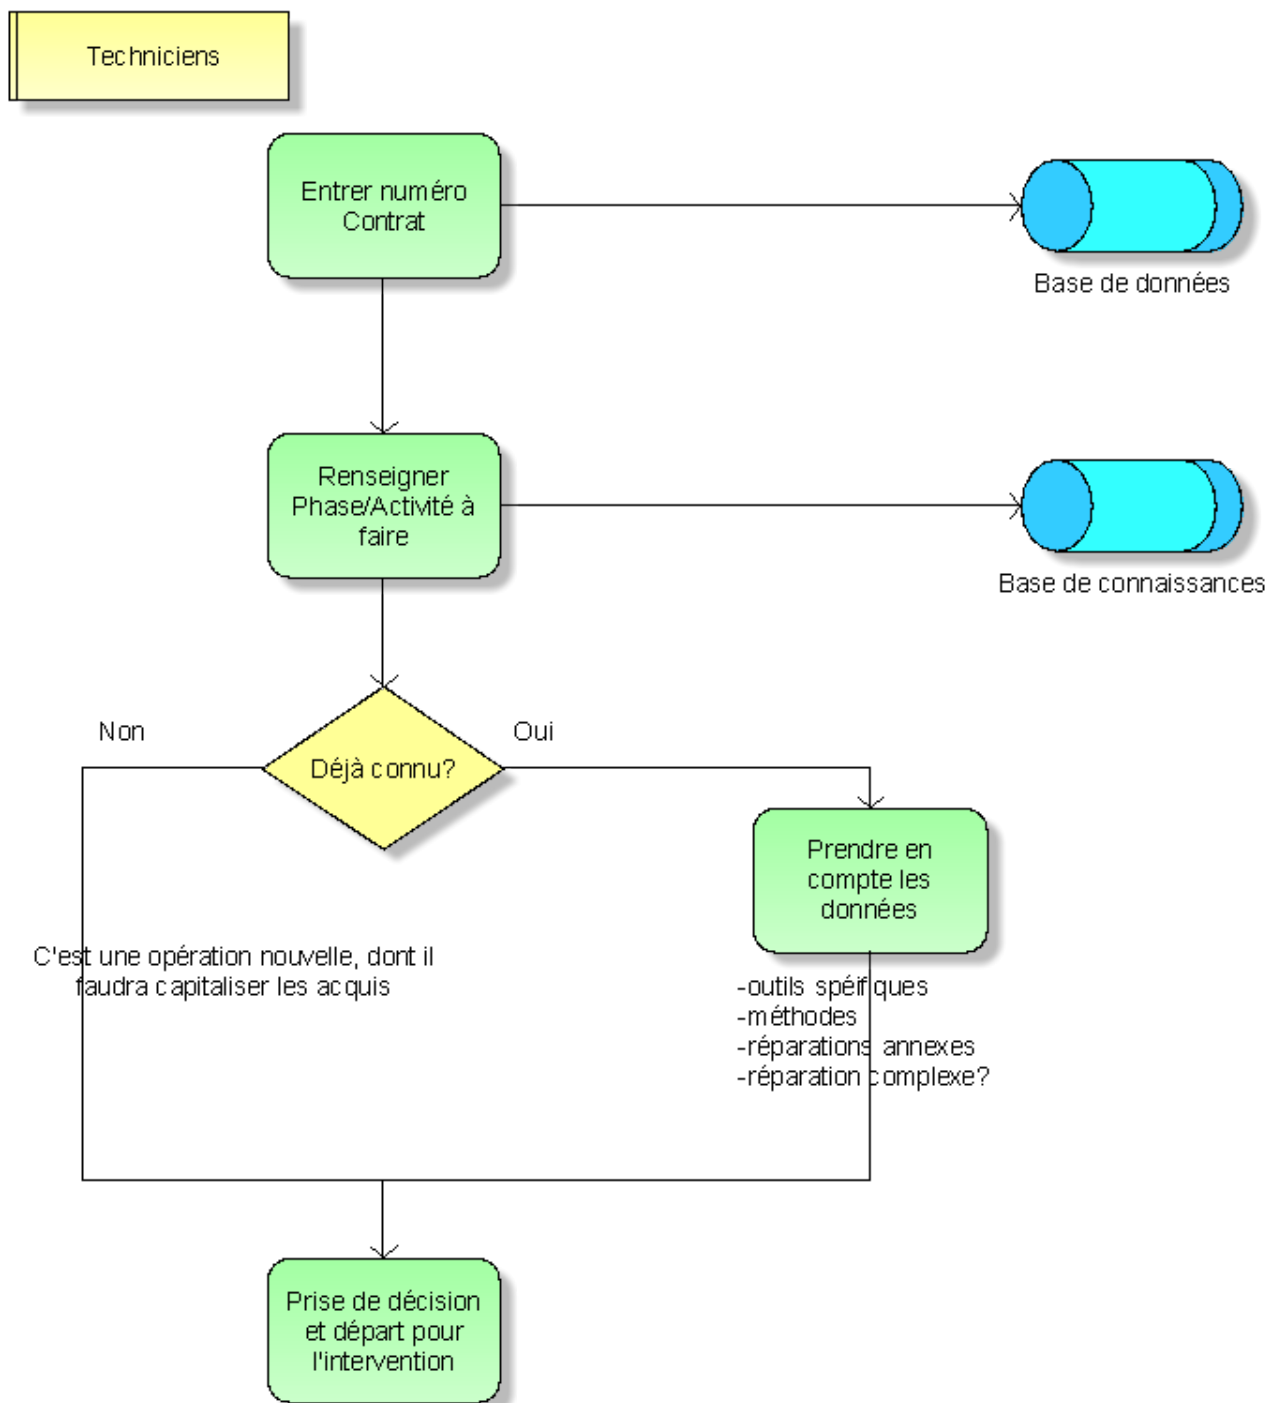 Techniciens
Entrer numéro
Contrat
Base de données
Renseigner
Phase/Activité à
faire
Base de connaissances
Non
Oui
Déjà connu?
Prendre en
compte les
données
C'est une opération nouvelle, dont il
faudra capitaliser les acquis
-outils spéifiques
-méthodes
-réparations annexes
-réparation complexe?
Prise de décision
et départ pour
l'intervention